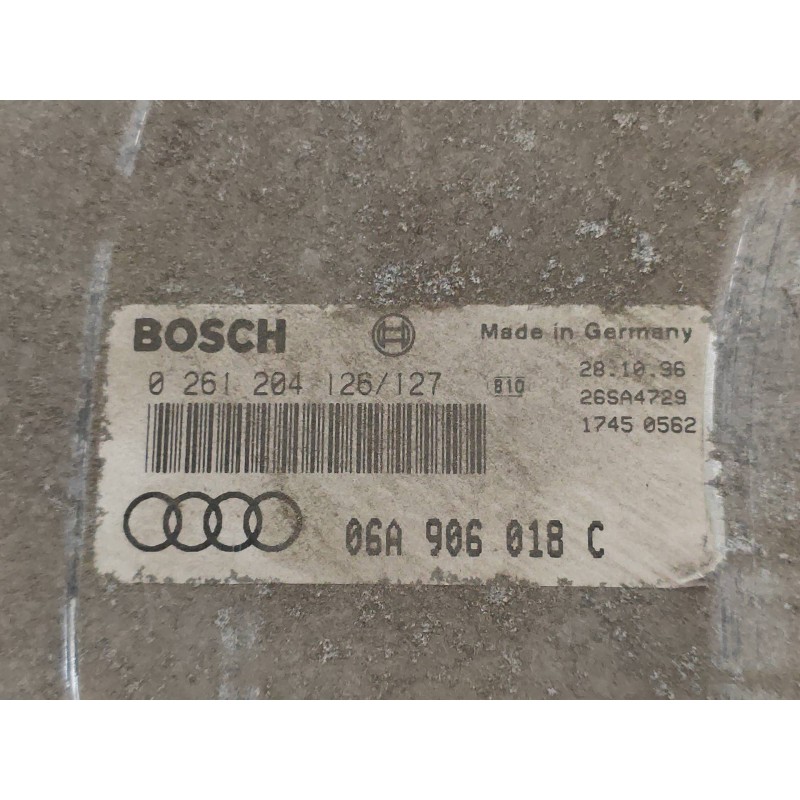 BOSCH
Made in Germany
0 261 204 126/127
810
28.10.96
26SA4729
1745 0562
06A 906 018 C